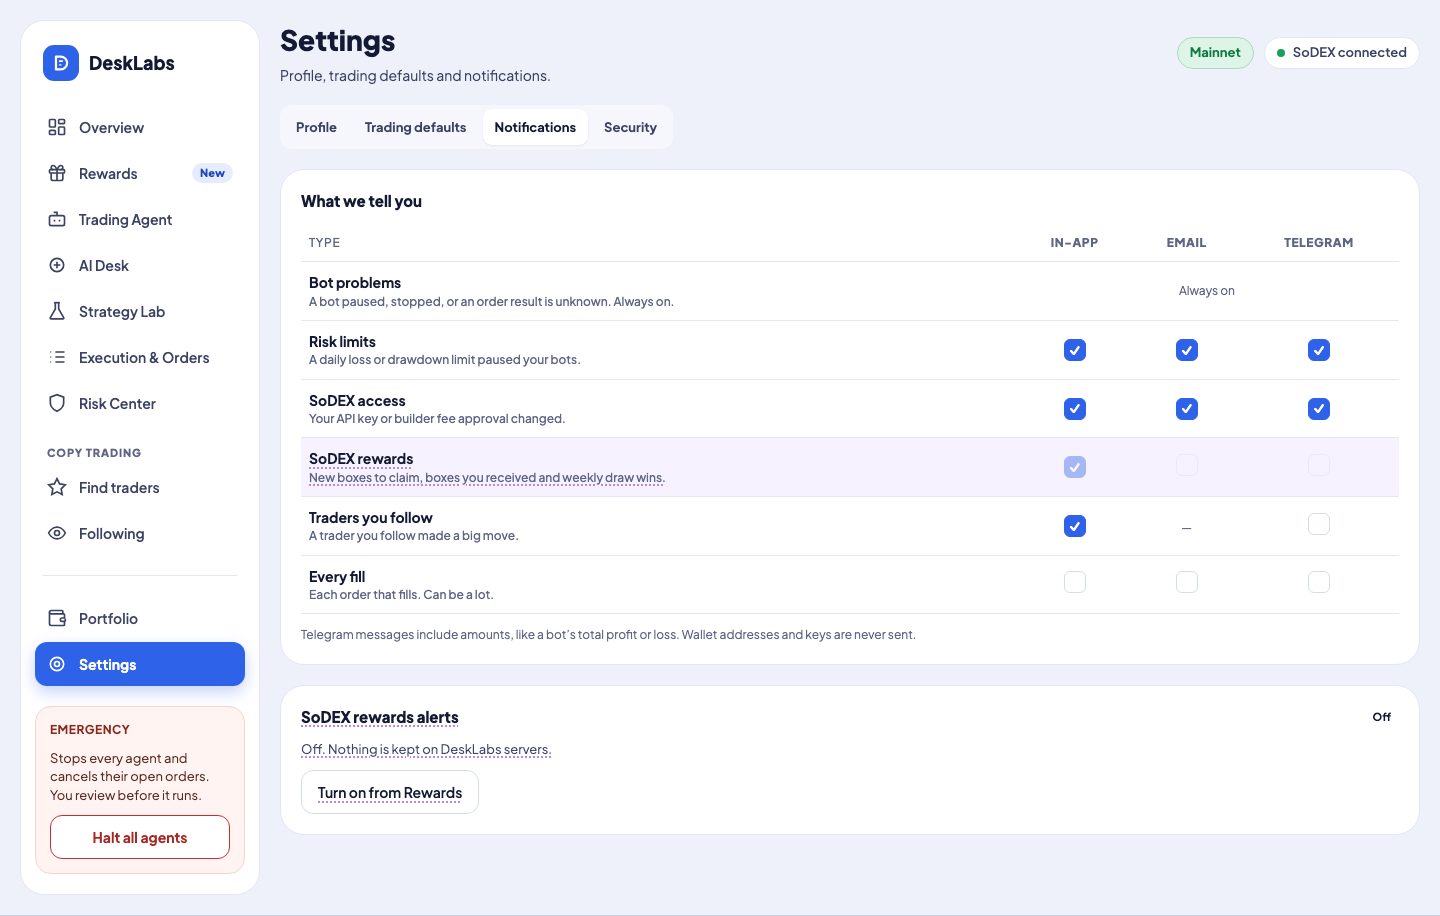 DeskLabs
Overview
Rewards New
Trading Agent
AI Desk
Strategy Lab
Execution & Orders
Risk Center
COPY TRADING
Find traders
Following
Portfolio
Settings
EMERGENCY
Stops every agent and
cancels their open orders.
You review before it runs.
Halt all agents
Settings
Profile, trading defaults and notifications.
Mainnet
SoDEX connected
Profile Trading defaults Notifications Security
What we tell you
TYPE IN-APP EMAIL TELEGRAM
Bot problems
A bot paused, stopped, or an order result is unknown. Always on.
Always on
Risk limits
A daily loss or drawdown limit paused your bots.
SoDEX access
Your API key or builder fee approval changed.
SoDEX rewards
New boxes to claim, boxes you received and weekly draw wins.
Traders you follow
A trader you follow made a big move.
—
Every fill
Each order that fills. Can be a lot.
Telegram messages include amounts, like a bot's total profit or loss. Wallet addresses and keys are never sent.
SoDEX rewards alerts
Off
Off. Nothing is kept on DeskLabs servers.
Turn on from Rewards